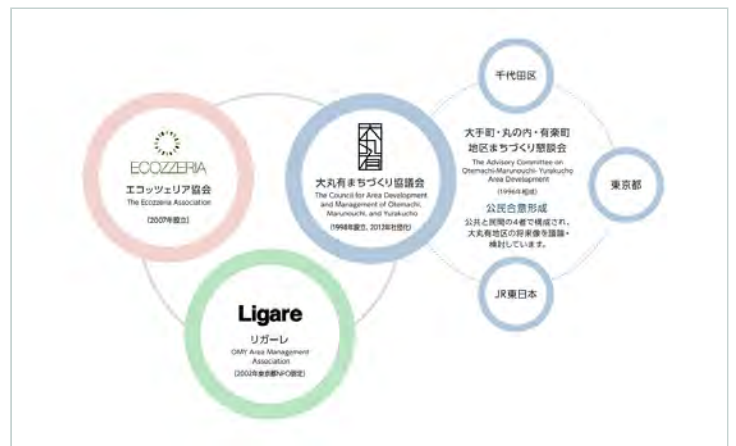 ECOZZERIA
エコッツェリア協会
The Ecozzeria Association
(2007年設立)
大丸有
大丸有まちづくり協議会
The Council for Area Development
and Management of Otemachi,
Marunouchi, and Yurakucho
(1998年設立、2012年社団化)
Ligare
リガーレ
OMY Area Management
Association
(2002年東京都NPO認定)
千代田区
大手町・丸の内・有楽町
地区まちづくり懇談会
The Advisory Committee on
Otemachi-Marunouchi- Yurakucho
Area Development
(1996年組成)
公民合意形成
公共と民間の4者で構成され、
大丸有地区の将来像を議論・
検討しています。
東京都
JR東日本